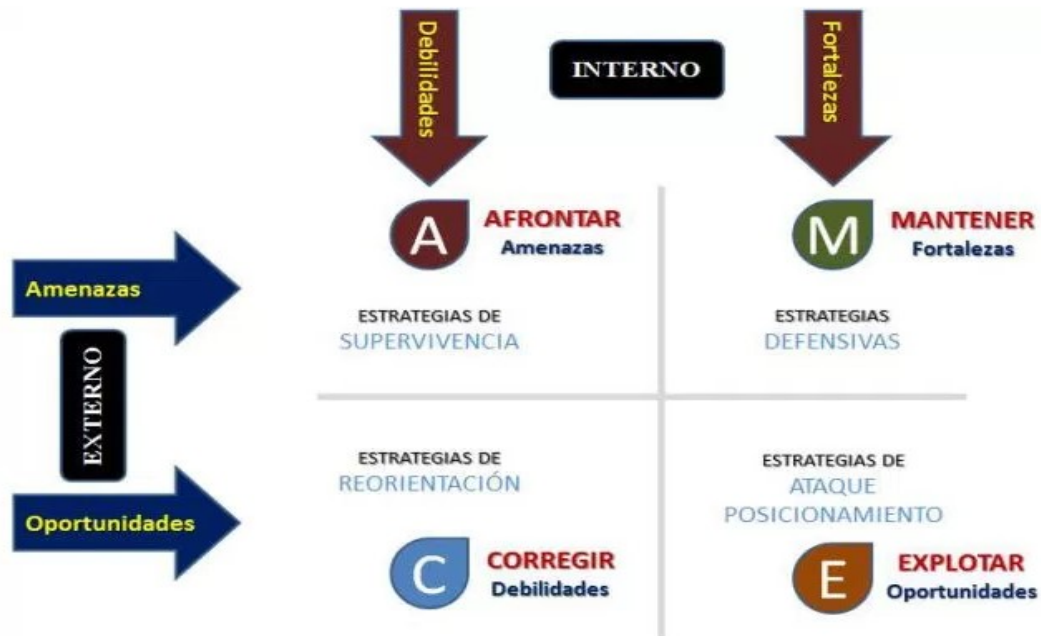 Debilidades
INTERNO
Fortalezas
A
AFRONTAR
Amenazas
M
MANTENER
Fortalezas
Amenazas
ESTRATEGIAS DE
SUPERVIVENCIA
ESTRATEGIAS
DEFENSIVAS
EXTERNO
Oportunidades
ESTRATEGIAS DE
REORIENTACIÓN
ESTRATEGIAS DE
ATAQUE
POSICIONAMIENTO
C
CORREGIR
Debilidades
E
EXPLOTAR
Oportunidades